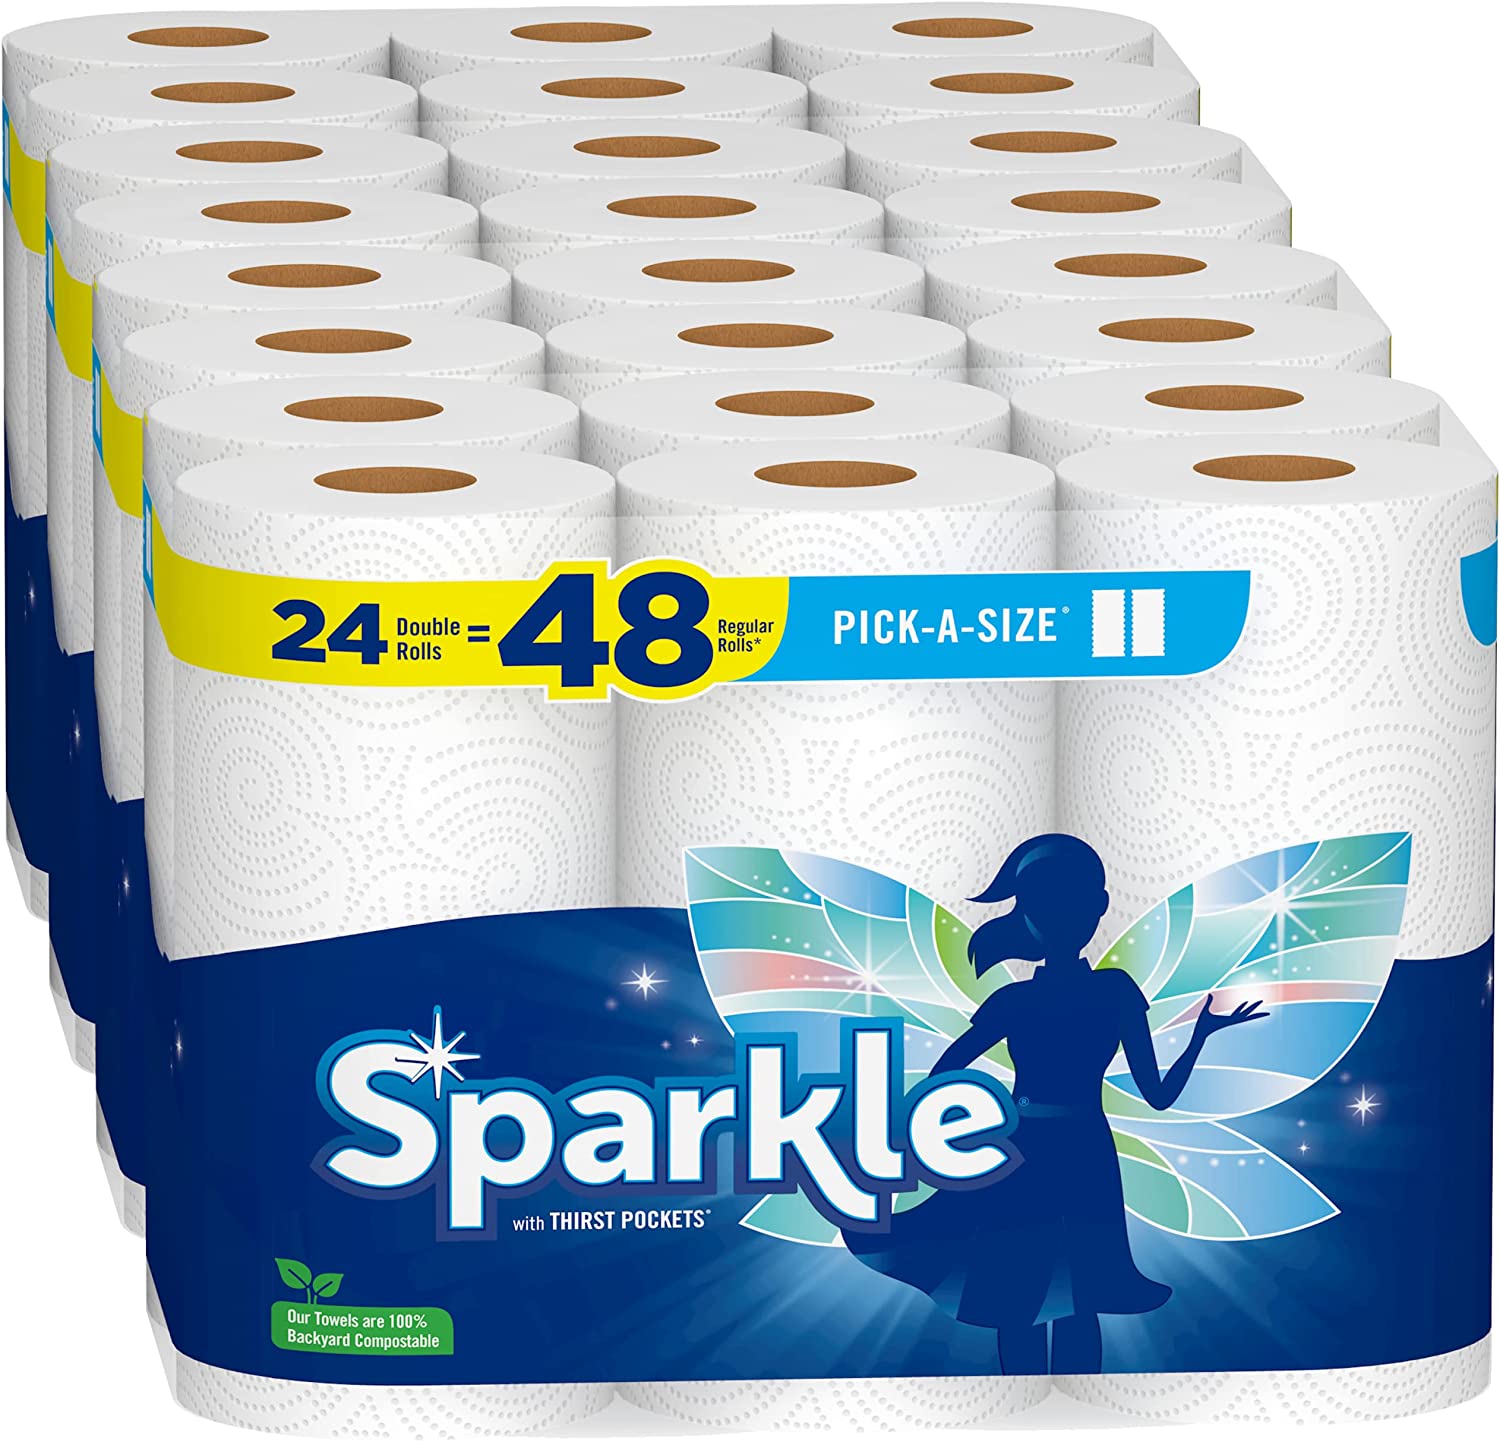 24 Double Rolls = 48 Regular Rolls*
PICK-A-SIZE®
Sparkle®
with THIRST POCKETS®
Our Towels are 100%
Backyard Compostable